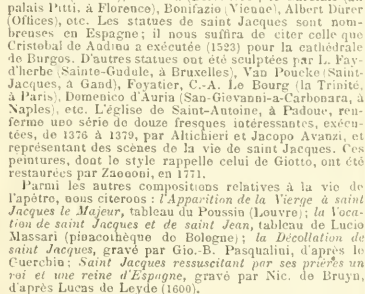 palais Pitti, à Florence), Bonifazio (Vienne), Albert Dürer
(Offices), etc. Les statues de saint Jacques sont nom-
breuses en Espagne; il nous suffira de citer celle que
Cristobal de Andino a exécutée (1523) pour la cathédrale
de Burgos. D'autres statues ont été sculptées par L. Fay-
d'herbe (Sainte-Gudule, à Bruxelles), Van Poucke (Saint-
Jacques, à Gand), Foyatier, C.-A. Le Bourg (la Trinité,
à Paris), Domenico d'Auria (San-Gievanni-a-Carbonara, à
Naples), etc. L'église de Saint-Antoine, à Padoue, ren-
ferme une série de douze fresques intéressantes, exécu-
tées, de 1376 à 1379, par Altichieri et Jacopo Avanzi, et
représentant des scènes de la vie de saint Jacques. Ces
peintures, dont le style rappelle celui de Giotto, ont été
restaurées par Zannoni, en 1771.
Parmi les autres compositions relatives à la vie de
l'apôtre, nous citerons : l'Apparition de la Vierge à saint
Jacques le Majeur, tableau du Poussin (Louvre); la Voca-
tion de saint Jacques et de saint Jean, tableau de Lucio
Massari (pinacothèque de Bologne); la Décollation de
saint Jacques, gravé par Gio.-B. Pasqualini, d'après le
Guerchin; Saint Jacques ressuscitant par ses prières un
roi et une reine d'Espagne, gravé par Nic. de Bruyn,
d'après Lucas de Leyde (1600).